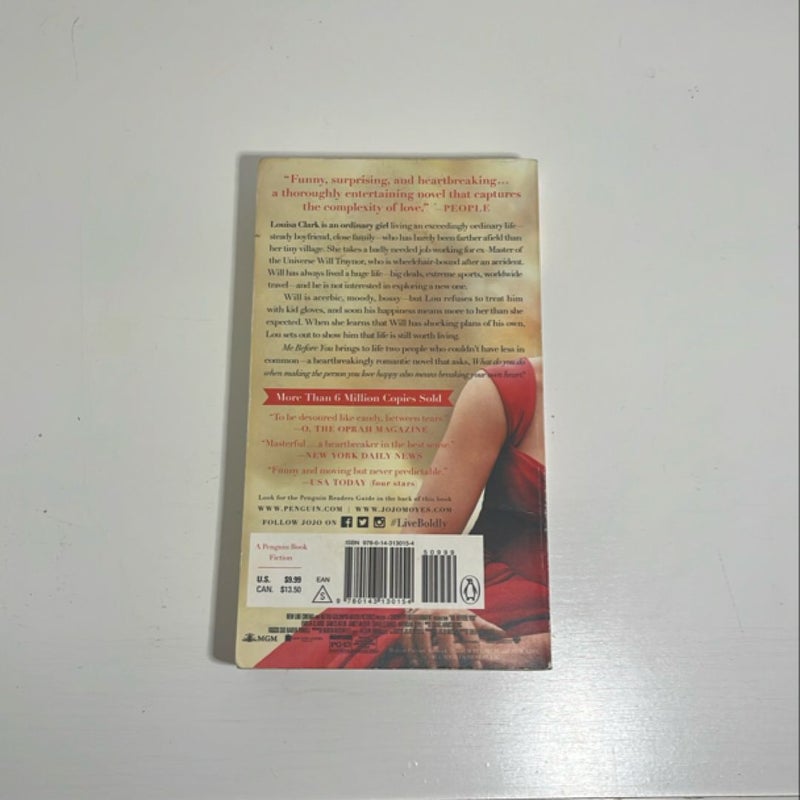 “Funny, surprising, and heartbreaking…
a thoroughly entertaining novel that captures
the complexity of love.” —PEOPLE
Louisa Clark is an ordinary girl living an exceedingly ordinary life—
steady boyfriend, close family—who has barely been farther afield than
her tiny village. She takes a badly needed job working for ex–Master of
the Universe Will Traynor, who is wheelchair-bound after an accident.
Will has always lived a huge life—big deals, extreme sports, worldwide
travel—and he is not interested in exploring a new one.
Will is acerbic, moody, bossy—but Lou refuses to treat him
with kid gloves, and soon his happiness means more to her than she
expected. When she learns that Will has shocking plans of his own,
Lou sets out to show him that life is still worth living.
Me Before You brings to life two people who couldn't have less in
common—a heartbreakingly romantic novel that asks, What do you do
when making the person you love happy also means breaking your own heart?
More Than 6 Million Copies Sold
“To be devoured like candy, between tears.”
—O, THE OPRAH MAGAZINE
“Masterful . . . a heartbreaker in the best sense.”
—NEW YORK DAILY NEWS
“Funny and moving but never predictable.”
—USA TODAY (four stars)
Look for the Penguin Readers Guide in the back of this book
WWW.PENGUIN.COM | WWW.JOJOMOYES.COM
FOLLOW JOJO ON #LiveBoldly
A Penguin Book
Fiction
U.S. $9.99
CAN. $13.50
EAN
S
ISBN 978-0-14-313015-4
50999
9 780143 130154
MGM
PG-13